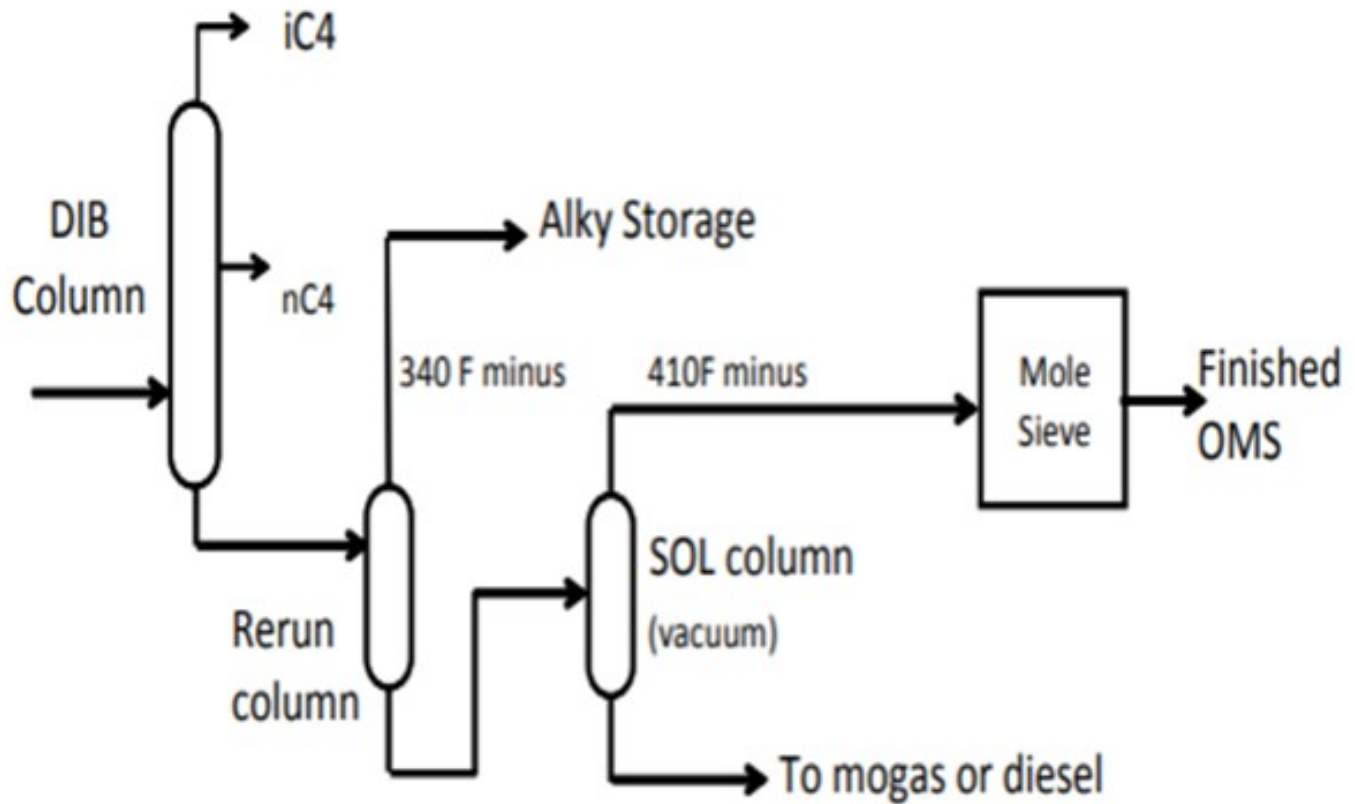 iC4
DIB
Column
nC4
Alky Storage
340 F minus
410F minus
Mole
Sieve
Finished
OMS
Rerun
column
SOL column
(vacuum)
To mogas or diesel